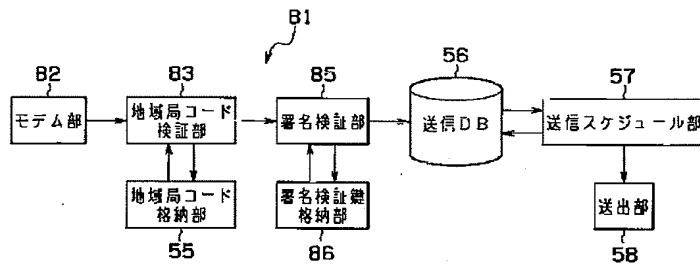 81
82
83
85
56
57
モデム部
地域局コード
検証部
署名検証部
送信DB
送信スケジュール部
地域局コード
格納部
署名検証鍵
格納部
送出部
55
86
58